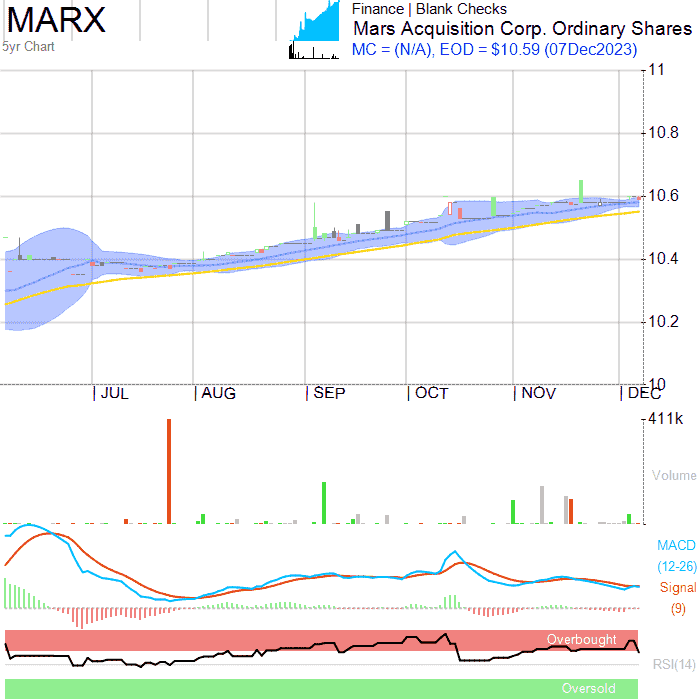 MARX
5yr Chart
Finance | Blank Checks
Mars Acquisition Corp. Ordinary Shares
MC = (N/A), EOD = $10.59 (07Dec2023)
11
10.8
10.6
10.4
10.2
10
JUL AUG SEP OCT NOV DEC
411k
Volume
MACD
(12-26)
Signal
(9)
Overbought
RSI(14)
Oversold